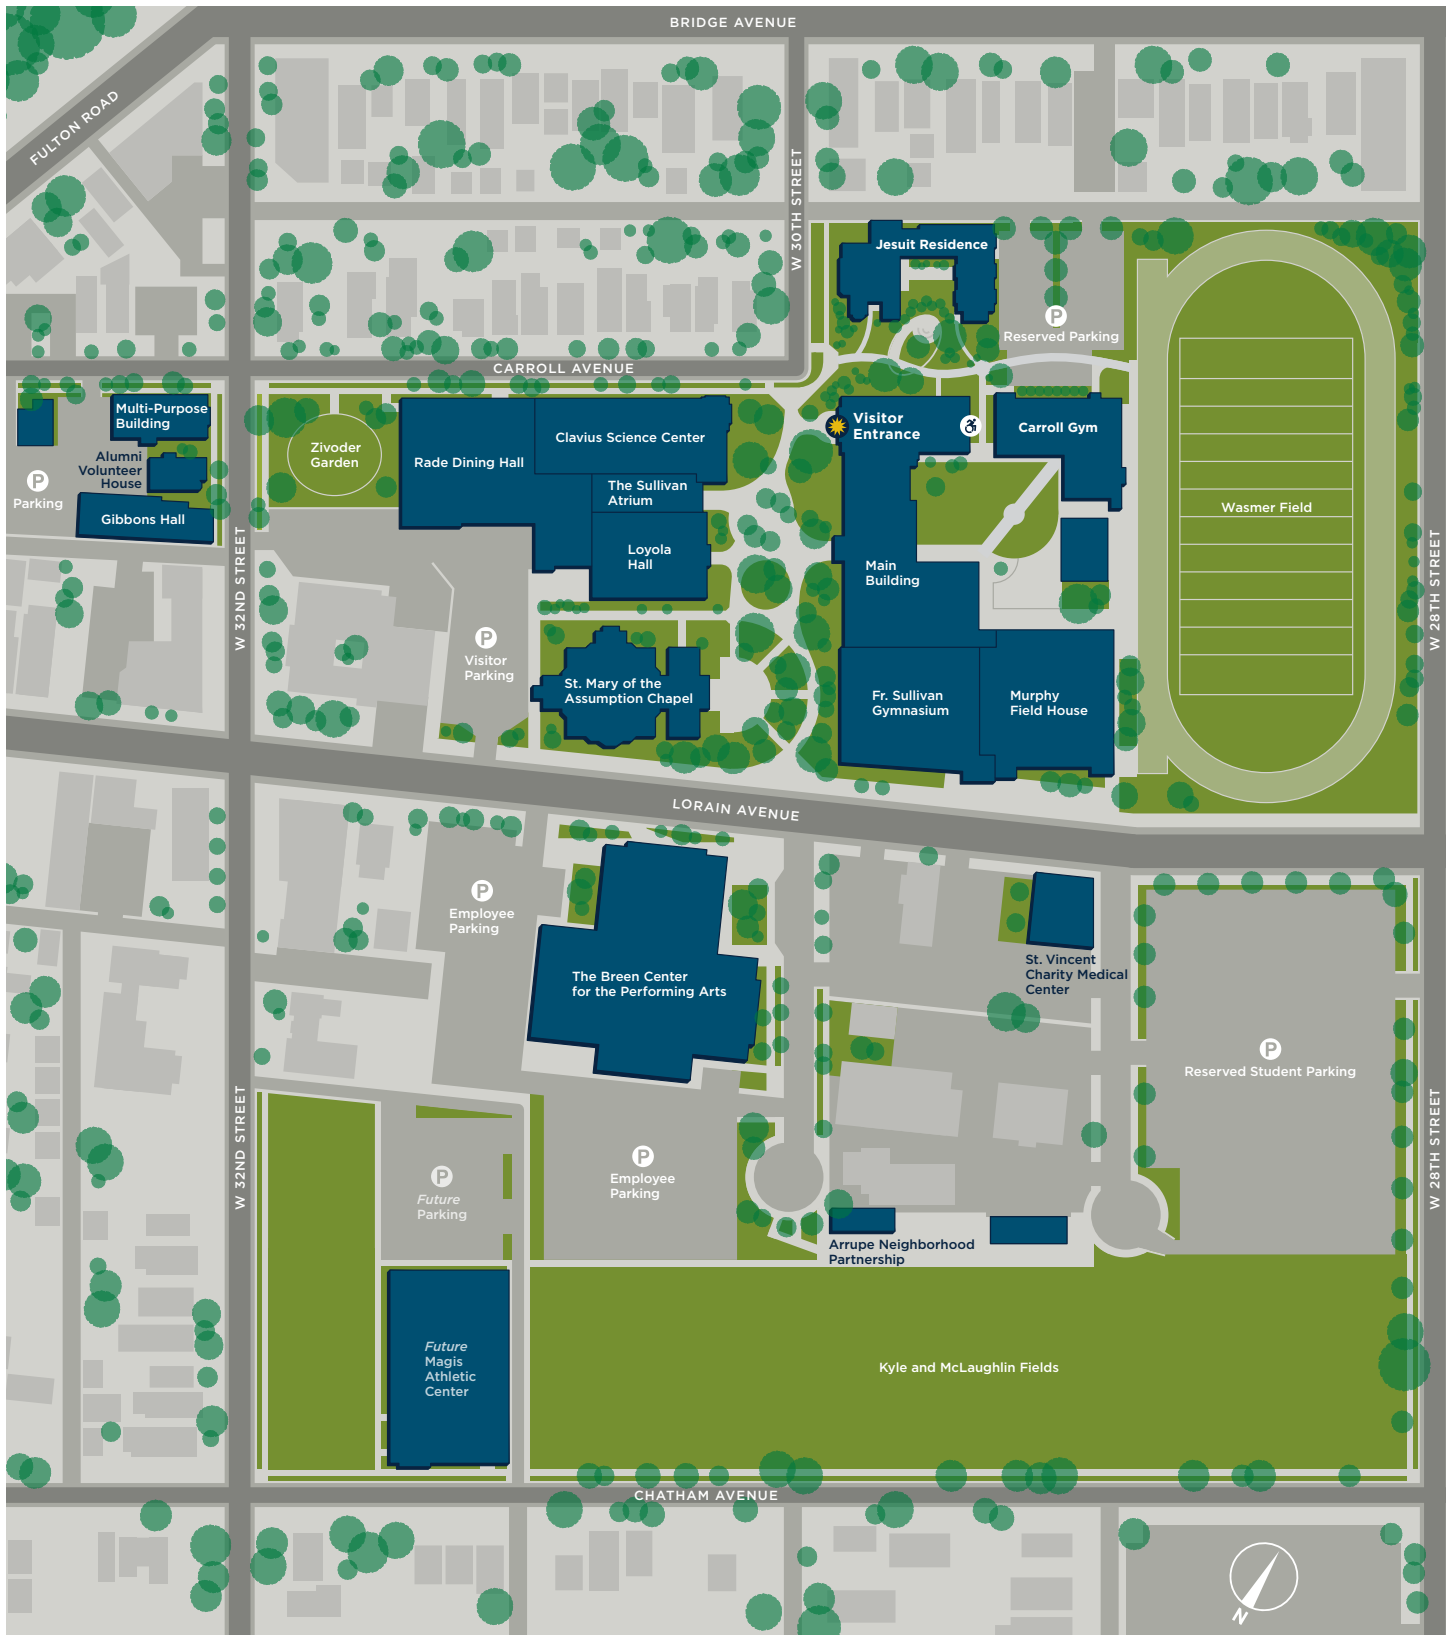 BRIDGE AVENUE
FULTON ROAD
W 30TH STREET
Jesuit Residence
P
Reserved Parking
CARROLL AVENUE
Multi-Purpose
Building
Alumni
Volunteer
House
P
Parking
Gibbons Hall
Zivoder
Garden
Rade Dining Hall
Clavius Science Center
The Sullivan
Atrium
Loyola
Hall
Visitor
Entrance
Carroll Gym
Main
Building
Wasmer Field
W 32ND STREET
W 28TH STREET
P
Visitor
Parking
St. Mary of the
Assumption Chapel
Fr. Sullivan
Gymnasium
Murphy
Field House
LORAIN AVENUE
P
Employee
Parking
The Breen Center
for the Performing Arts
St. Vincent
Charity Medical
Center
P
Reserved Student Parking
W 32ND STREET
W 28TH STREET
P
Future
Parking
P
Employee
Parking
Arrupe Neighborhood
Partnership
Future
Magis
Athletic
Center
Kyle and McLaughlin Fields
CHATHAM AVENUE
N